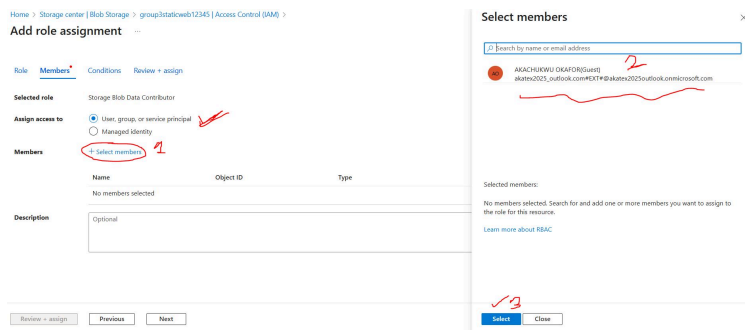 Home > Storage center | Blob Storage > group3staticweb12345 | Access Control (IAM) >
Add role assignment ...
Role Members Conditions Review + assign
Selected role Storage Blob Data Contributor
Assign access to User, group, or service principal
Managed identity
Members + Select members 1
Name Object ID Type
No members selected
Description Optional
Review + assign Previous Next
Select members
Search by name or email address
2
AO AKACHUKWU OKAFOR(Guest)
akatex2025_outlook.com#EXT#@akatex2025outlook.onmicrosoft.com
Selected members:
No members selected. Search for and add one or more members you want to assign to
the role for this resource.
Learn more about RBAC
3
Select Close